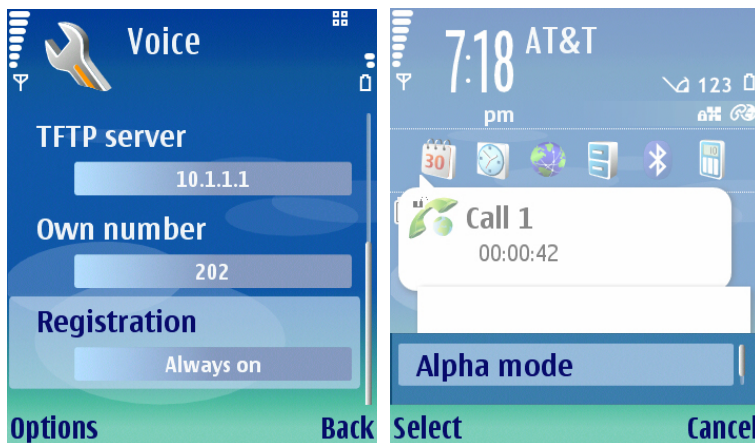 Voice
TFTP server
10.1.1.1
Own number
202
Registration
Always on
Options Back
7:18 AT&T
pm
123
30
10
Call 1
00:00:42
Alpha mode
Select Cancel